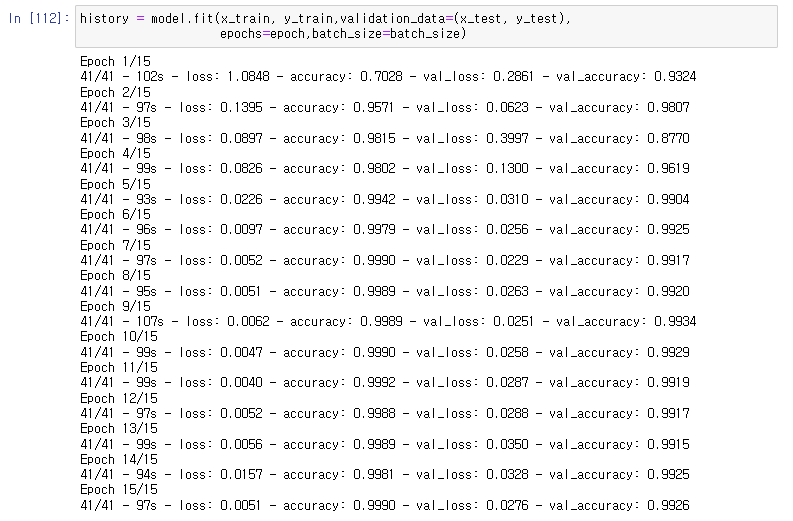 In [112]: history = model.fit(x_train, y_train,validation_data=(x_test, y_test),
epochs=epoch,batch_size=batch_size)
Epoch 1/15
41/41 - 102s - loss: 1.0848 - accuracy: 0.7028 - val_loss: 0.2861 - val_accuracy: 0.9324
Epoch 2/15
41/41 - 97s - loss: 0.1395 - accuracy: 0.9571 - val_loss: 0.0623 - val_accuracy: 0.9807
Epoch 3/15
41/41 - 98s - loss: 0.0897 - accuracy: 0.9815 - val_loss: 0.3997 - val_accuracy: 0.8770
Epoch 4/15
41/41 - 99s - loss: 0.0826 - accuracy: 0.9802 - val_loss: 0.1300 - val_accuracy: 0.9619
Epoch 5/15
41/41 - 93s - loss: 0.0226 - accuracy: 0.9942 - val_loss: 0.0310 - val_accuracy: 0.9904
Epoch 6/15
41/41 - 96s - loss: 0.0097 - accuracy: 0.9979 - val_loss: 0.0256 - val_accuracy: 0.9925
Epoch 7/15
41/41 - 97s - loss: 0.0052 - accuracy: 0.9990 - val_loss: 0.0229 - val_accuracy: 0.9917
Epoch 8/15
41/41 - 95s - loss: 0.0051 - accuracy: 0.9989 - val_loss: 0.0263 - val_accuracy: 0.9920
Epoch 9/15
41/41 - 107s - loss: 0.0062 - accuracy: 0.9989 - val_loss: 0.0251 - val_accuracy: 0.9934
Epoch 10/15
41/41 - 99s - loss: 0.0047 - accuracy: 0.9990 - val_loss: 0.0258 - val_accuracy: 0.9929
Epoch 11/15
41/41 - 99s - loss: 0.0040 - accuracy: 0.9992 - val_loss: 0.0287 - val_accuracy: 0.9919
Epoch 12/15
41/41 - 97s - loss: 0.0052 - accuracy: 0.9988 - val_loss: 0.0288 - val_accuracy: 0.9917
Epoch 13/15
41/41 - 99s - loss: 0.0056 - accuracy: 0.9989 - val_loss: 0.0350 - val_accuracy: 0.9915
Epoch 14/15
41/41 - 94s - loss: 0.0157 - accuracy: 0.9981 - val_loss: 0.0328 - val_accuracy: 0.9925
Epoch 15/15
41/41 - 97s - loss: 0.0051 - accuracy: 0.9990 - val_loss: 0.0276 - val_accuracy: 0.9926